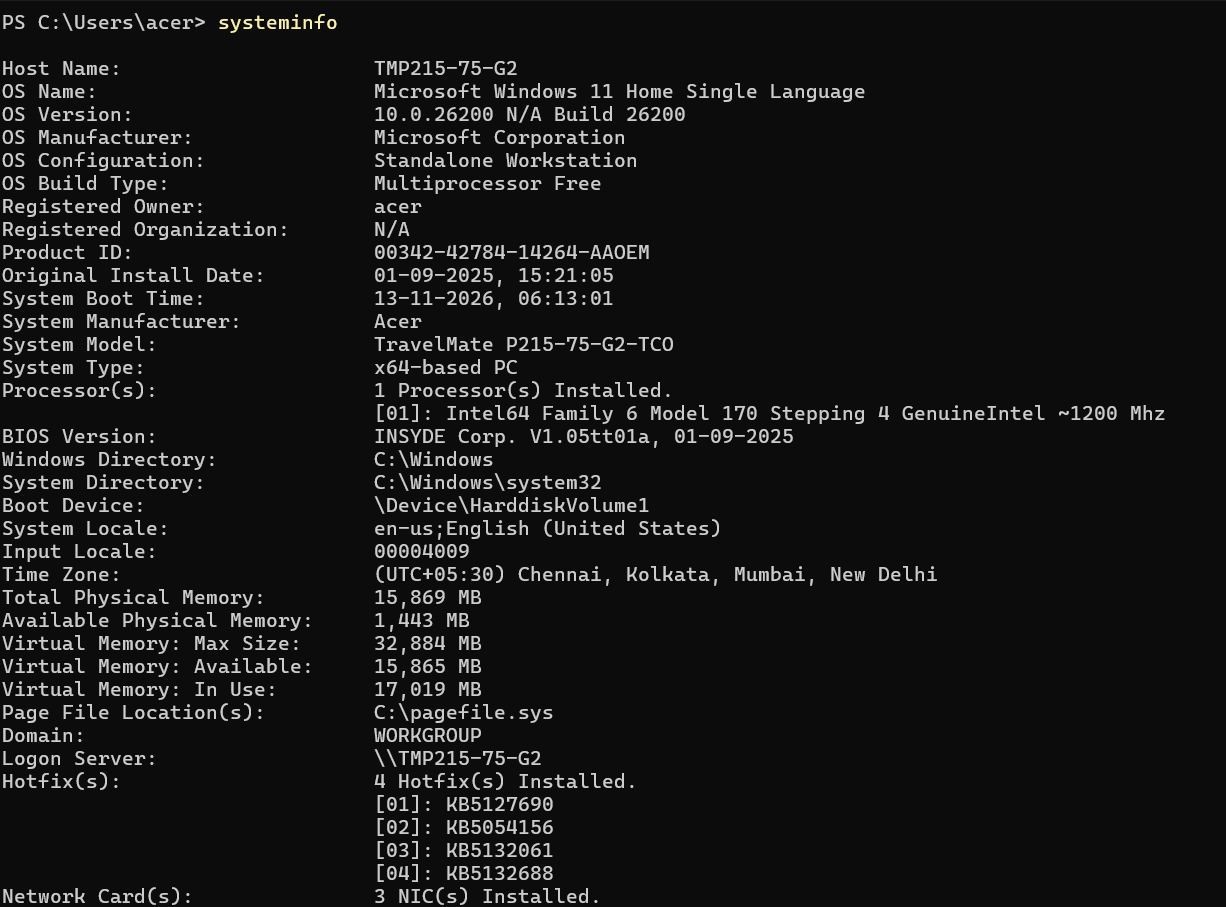 PS C:\Users\acer> systeminfo
Host Name: TMP215-75-G2
OS Name: Microsoft Windows 11 Home Single Language
OS Version: 10.0.26200 N/A Build 26200
OS Manufacturer: Microsoft Corporation
OS Configuration: Standalone Workstation
OS Build Type: Multiprocessor Free
Registered Owner: acer
Registered Organization: N/A
Product ID: 00342-42784-14264-AAOEM
Original Install Date: 01-09-2025, 15:21:05
System Boot Time: 13-11-2026, 06:13:01
System Manufacturer: Acer
System Model: TravelMate P215-75-G2-TCO
System Type: x64-based PC
Processor(s): 1 Processor(s) Installed.
[01]: Intel64 Family 6 Model 170 Stepping 4 GenuineIntel ~1200 Mhz
BIOS Version: INSYDE Corp. V1.05tt01a, 01-09-2025
Windows Directory: C:\Windows
System Directory: C:\Windows\system32
Boot Device: \Device\HarddiskVolume1
System Locale: en-us;English (United States)
Input Locale: 00004009
Time Zone: (UTC+05:30) Chennai, Kolkata, Mumbai, New Delhi
Total Physical Memory: 15,869 MB
Available Physical Memory: 1,443 MB
Virtual Memory: Max Size: 32,884 MB
Virtual Memory: Available: 15,865 MB
Virtual Memory: In Use: 17,019 MB
Page File Location(s): C:\pagefile.sys
Domain: WORKGROUP
Logon Server: \\TMP215-75-G2
Hotfix(s): 4 Hotfix(s) Installed.
[01]: KB5127690
[02]: KB5054156
[03]: KB5132061
[04]: KB5132688
Network Card(s): 3 NIC(s) Installed.